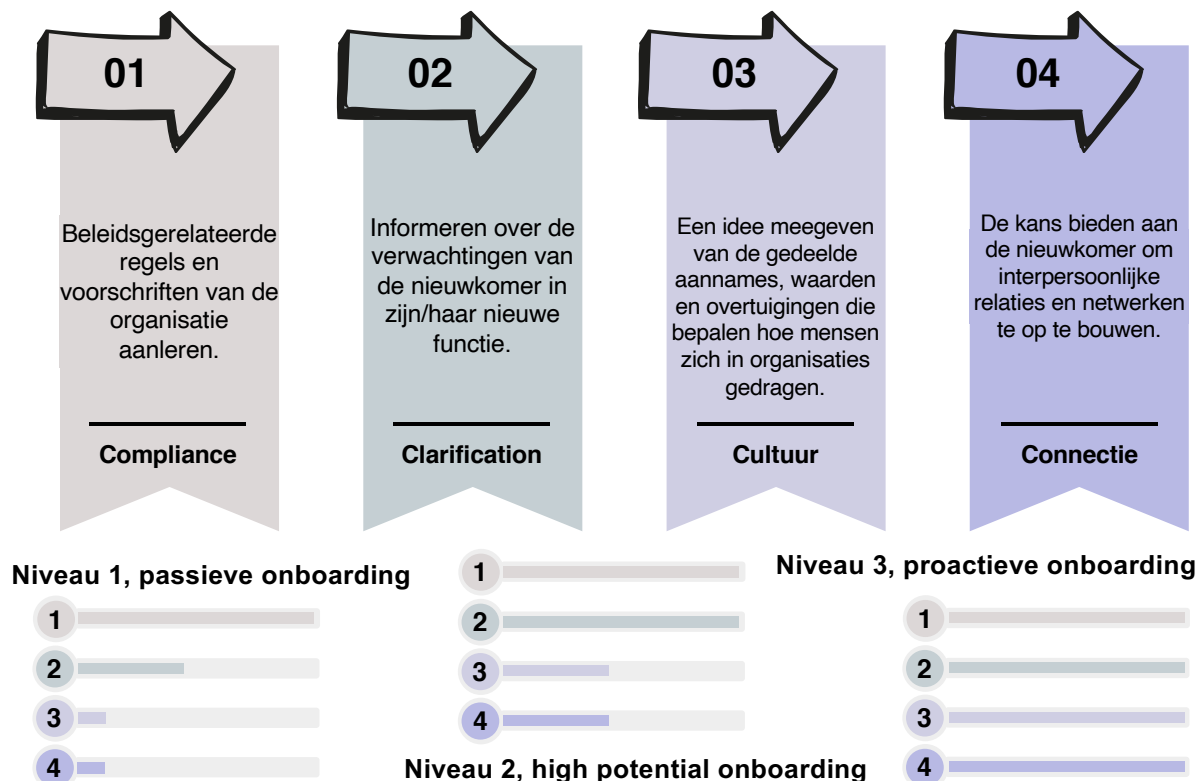 01
Beleidsgerelateerde
regels en
voorschriften van de
organisatie
aanleren.
Compliance
02
Informeren over de
verwachtingen van
de nieuwkomer in
zijn/haar nieuwe
functie.
Clarification
03
Een idee meegeven
van de gedeelde
aannames, waarden
en overtuigingen die
bepalen hoe mensen
zich in organisaties
gedragen.
Cultuur
04
De kans bieden aan
de nieuwkomer om
interpersoonlijke
relaties en netwerken
te op te bouwen.
Connectie
Niveau 1, passieve onboarding
1
2
3
4
1
2
3
4
Niveau 2, high potential onboarding
Niveau 3, proactieve onboarding
1
2
3
4